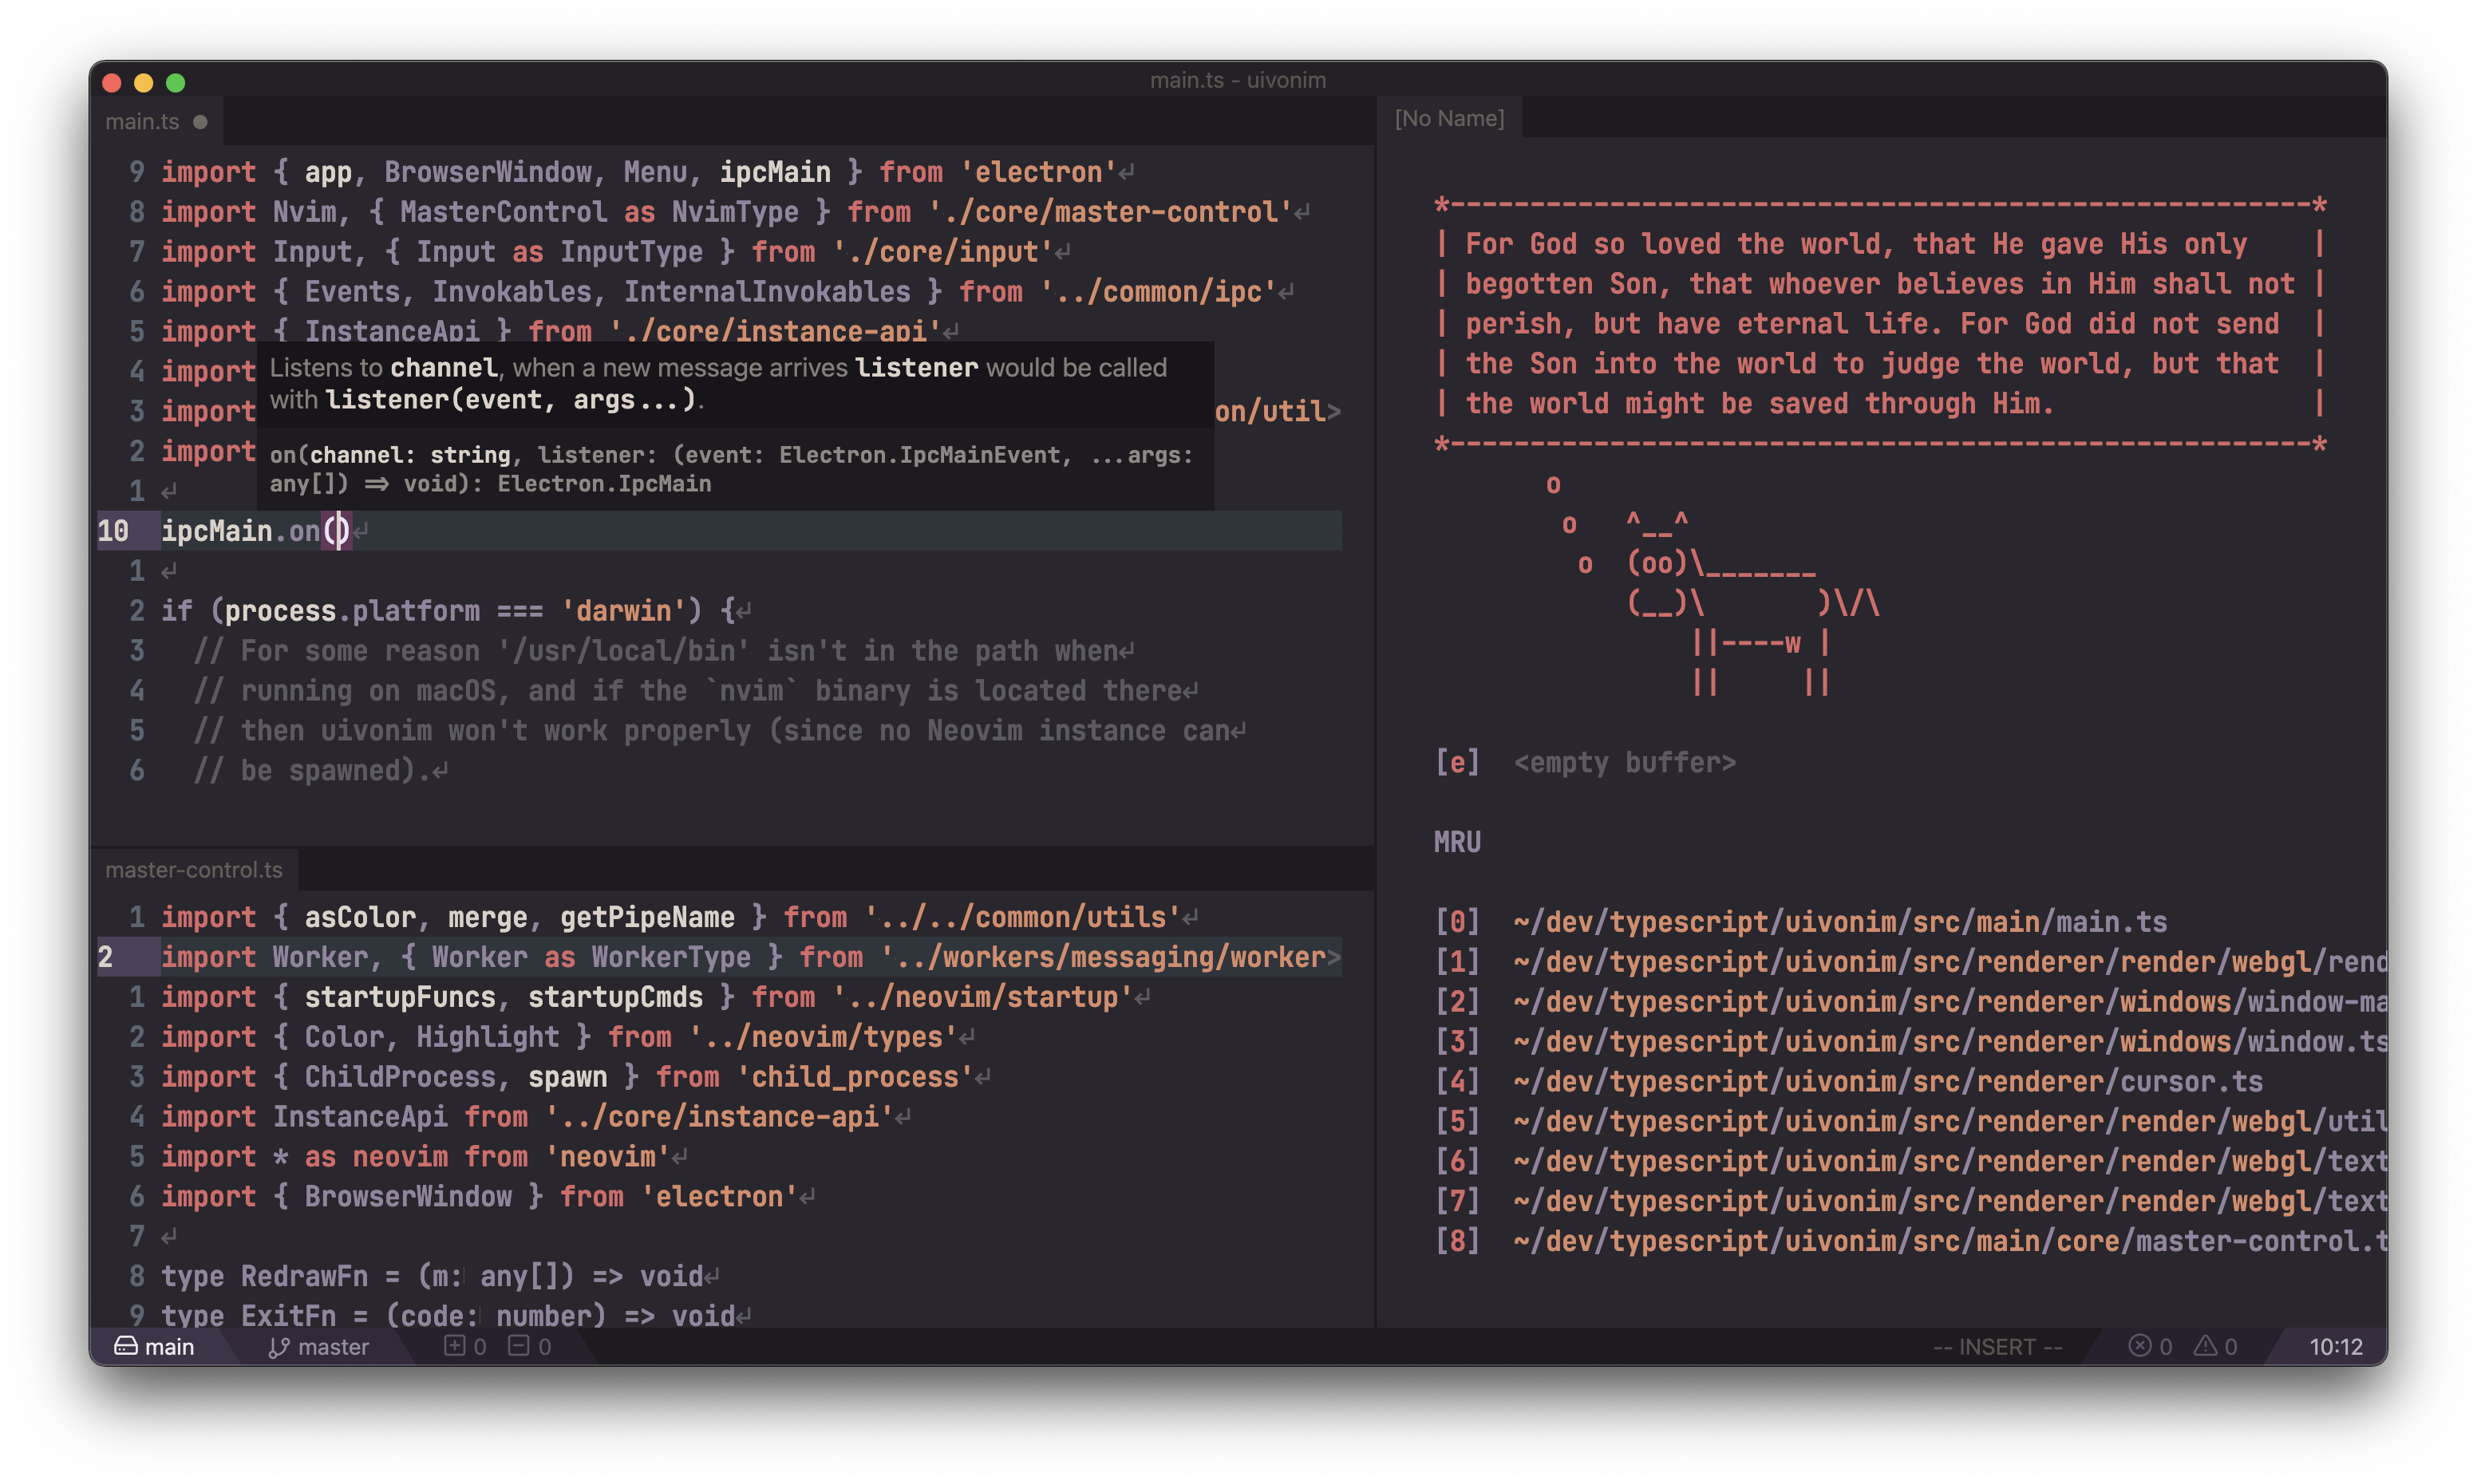 main.ts - uivonim
main.ts ●
9 import { app, BrowserWindow, Menu, ipcMain } from 'electron'↵
8 import Nvim, { MasterControl as NvimType } from './core/master-control'↵
7 import Input, { Input as InputType } from './core/input'↵
6 import { Events, Invokables, InternalInvokables } from '../common/ipc'↵
5 import { InstanceApi } from './core/instance-api'↵
4 import
3 import on/util>
2 import
Listens to channel, when a new message arrives listener would be called
with listener(event, args...).
on(channel: string, listener: (event: Electron.IpcMainEvent, ...args:
any[]) => void): Electron.IpcMain
1 ↵
10 ipcMain.on()↵
1 ↵
2 if (process.platform === 'darwin') {↵
3 // For some reason '/usr/local/bin' isn't in the path when↵
4 // running on macOS, and if the `nvim` binary is located there↵
5 // then uivonim won't work properly (since no Neovim instance can↵
6 // be spawned).↵
master-control.ts
1 import { asColor, merge, getPipeName } from '../../common/utils'↵
2 import Worker, { Worker as WorkerType } from '../workers/messaging/worker>
1 import { startupFuncs, startupCmds } from '../neovim/startup'↵
2 import { Color, Highlight } from '../neovim/types'↵
3 import { ChildProcess, spawn } from 'child_process'↵
4 import InstanceApi from '../core/instance-api'↵
5 import * as neovim from 'neovim'↵
6 import { BrowserWindow } from 'electron'↵
7 ↵
8 type RedrawFn = (m: any[]) => void↵
9 type ExitFn = (code: number) => void↵
[No Name]
*------------------------------------------------------*
| For God so loved the world, that He gave His only    |
| begotten Son, that whoever believes in Him shall not |
| perish, but have eternal life. For God did not send  |
| the Son into the world to judge the world, but that  |
| the world might be saved through Him.                |
*------------------------------------------------------*
       o
        o   ^__^
         o  (oo)\_______
            (__)\       )\/\
                ||----w |
                ||     ||
[e] <empty buffer>
MRU
[0] ~/dev/typescript/uivonim/src/main/main.ts
[1] ~/dev/typescript/uivonim/src/renderer/render/webgl/rend
[2] ~/dev/typescript/uivonim/src/renderer/windows/window-ma
[3] ~/dev/typescript/uivonim/src/renderer/windows/window.ts
[4] ~/dev/typescript/uivonim/src/renderer/cursor.ts
[5] ~/dev/typescript/uivonim/src/renderer/render/webgl/util
[6] ~/dev/typescript/uivonim/src/renderer/render/webgl/text
[7] ~/dev/typescript/uivonim/src/renderer/render/webgl/text
[8] ~/dev/typescript/uivonim/src/main/core/master-control.t
main master 0 0 -- INSERT -- 0 0 10:12